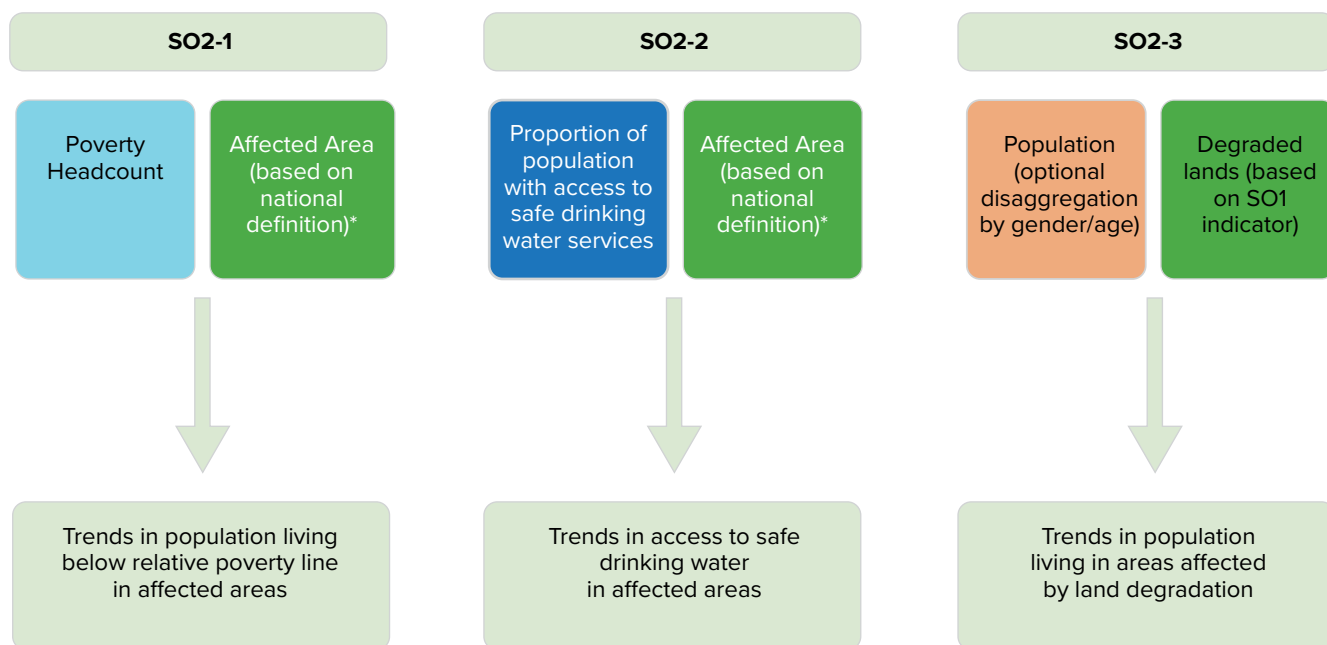 SO2-1
SO2-2
SO2-3
Poverty
Headcount
Affected Area
(based on
national
definition)*
Proportion of
population
with access to
safe drinking
water services
Affected Area
(based on
national
definition)*
Population
(optional
disaggregation
by gender/age)
Degraded
lands (based
on SO1
indicator)
Trends in population living
below relative poverty line
in affected areas
Trends in access to safe
drinking water
in affected areas
Trends in population
living in areas affected
by land degradation